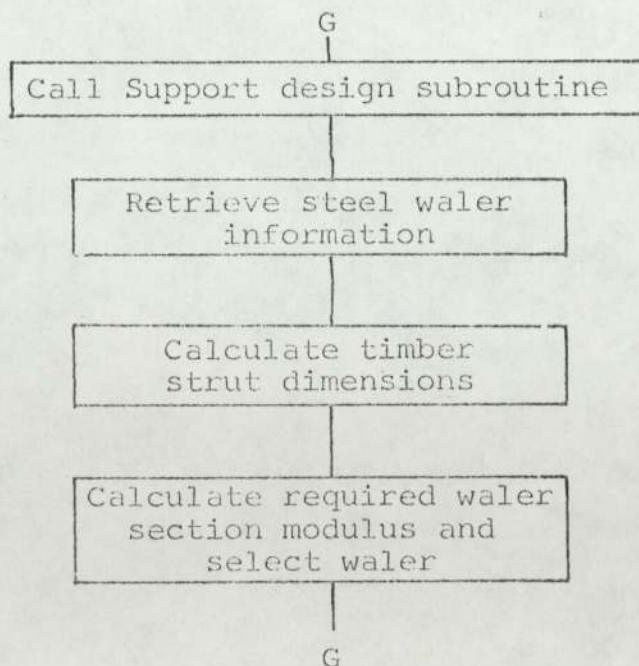 G
Call Support design subroutine
Retrieve steel waler
information
Calculate timber
strut dimensions
Calculate required waler
section modulus and
select waler
G